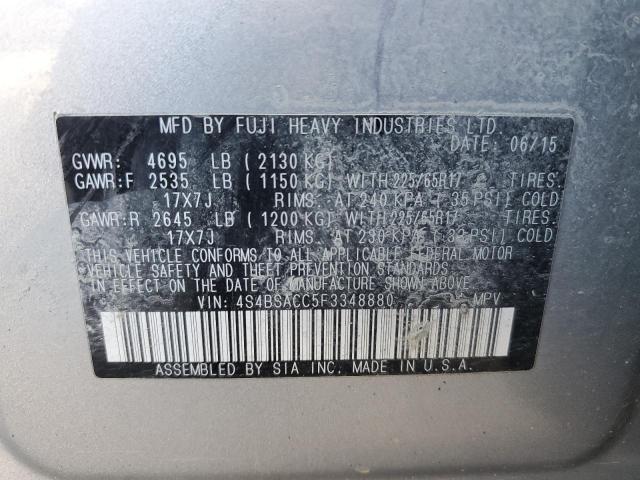 MFD BY FUJI HEAVY INDUSTRIES LTD.
DATE: 06/15
GVWR: 4695 LB (2130 KG)
GAWR:F 2535 LB (1150 KG) WITH 225/65R17 TIRES.
17X7J RIMS. AT 240 KPA ( 35 PSI) COLD
GAWR:R 2645 LB (1200 KG) WITH 225/65R17 TIRES.
17X7J RIMS. AT 230 KPA ( 33 PSI) COLD
THIS VEHICLE CONFORMS TO ALL APPLICABLE FEDERAL MOTOR
VEHICLE SAFETY AND THEFT PREVENTION STANDARDS
IN EFFECT ON THE DATE OF MANUFACTURE SHOWN ABOVE.
VIN: 4S4BSACC5F3348880 MPV
ASSEMBLED BY SIA INC. MADE IN U.S.A.